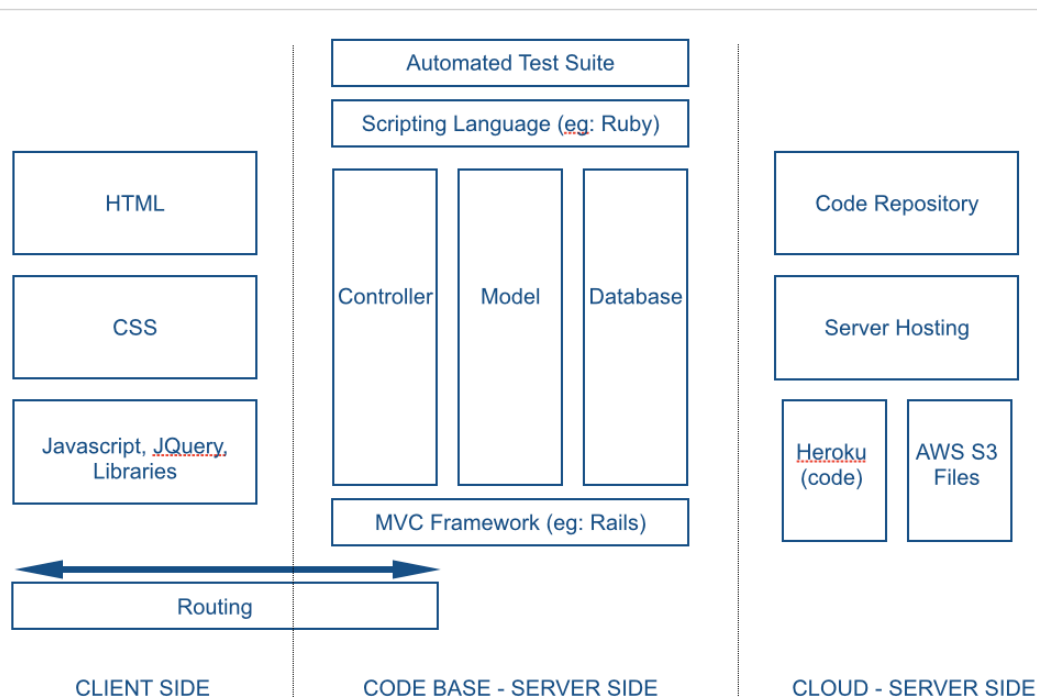 Automated Test Suite
Scripting Language (eg: Ruby)
HTML
CSS
Javascript, JQuery,
Libraries
Controller
Model
Database
MVC Framework (eg: Rails)
Code Repository
Server Hosting
Heroku
(code)
AWS S3
Files
Routing
CLIENT SIDE
CODE BASE - SERVER SIDE
CLOUD - SERVER SIDE